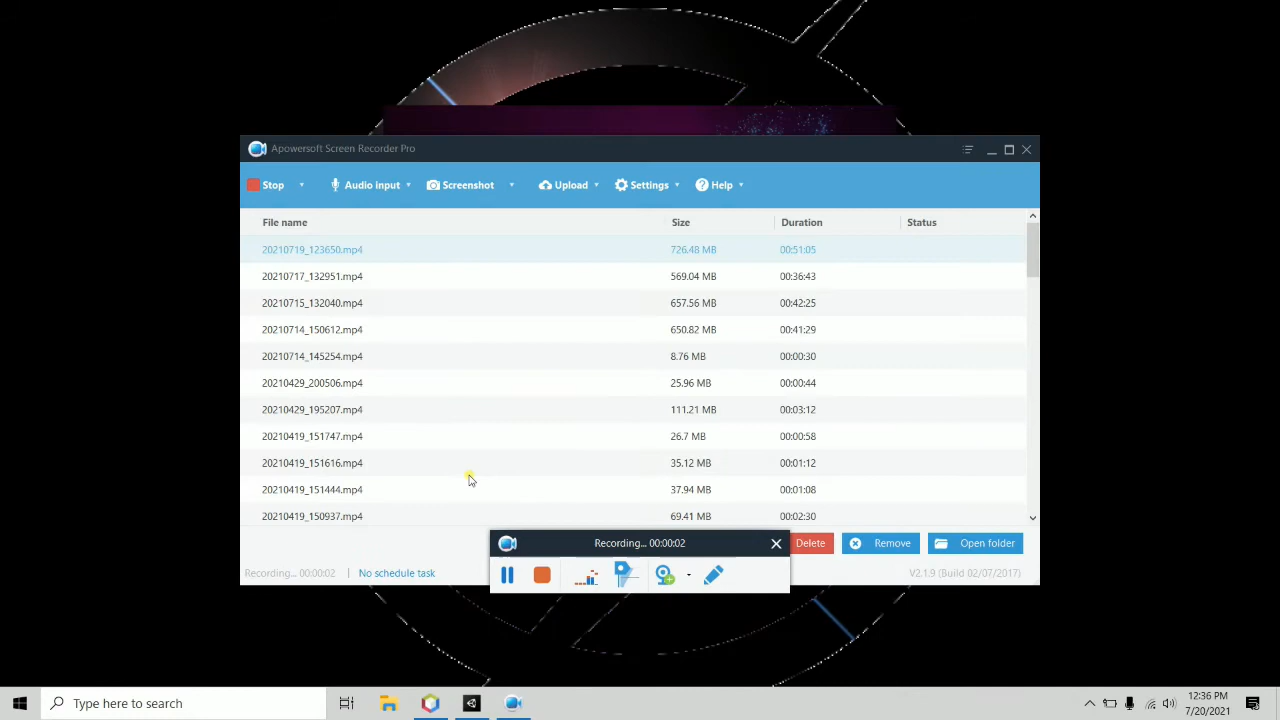 Apowersoft Screen Recorder Pro
Stop Audio input Screenshot Upload Settings Help
File name Size Duration Status
20210719_123650.mp4 726.48 MB 00:51:05
20210717_132951.mp4 569.04 MB 00:36:43
20210715_132040.mp4 657.56 MB 00:42:25
20210714_150612.mp4 650.82 MB 00:41:29
20210714_145254.mp4 8.76 MB 00:00:30
20210429_200506.mp4 25.96 MB 00:00:44
20210429_195207.mp4 111.21 MB 00:03:12
20210419_151747.mp4 26.7 MB 00:00:58
20210419_151616.mp4 35.12 MB 00:01:12
20210419_151444.mp4 37.94 MB 00:01:08
20210419_150937.mp4 69.41 MB 00:02:30
Recording... 00:00:02 Delete Remove Open folder
Recording... 00:00:02 No schedule task V2.1.9 (Build 02/07/2017)
Type here to search 12:36 PM
7/20/2021